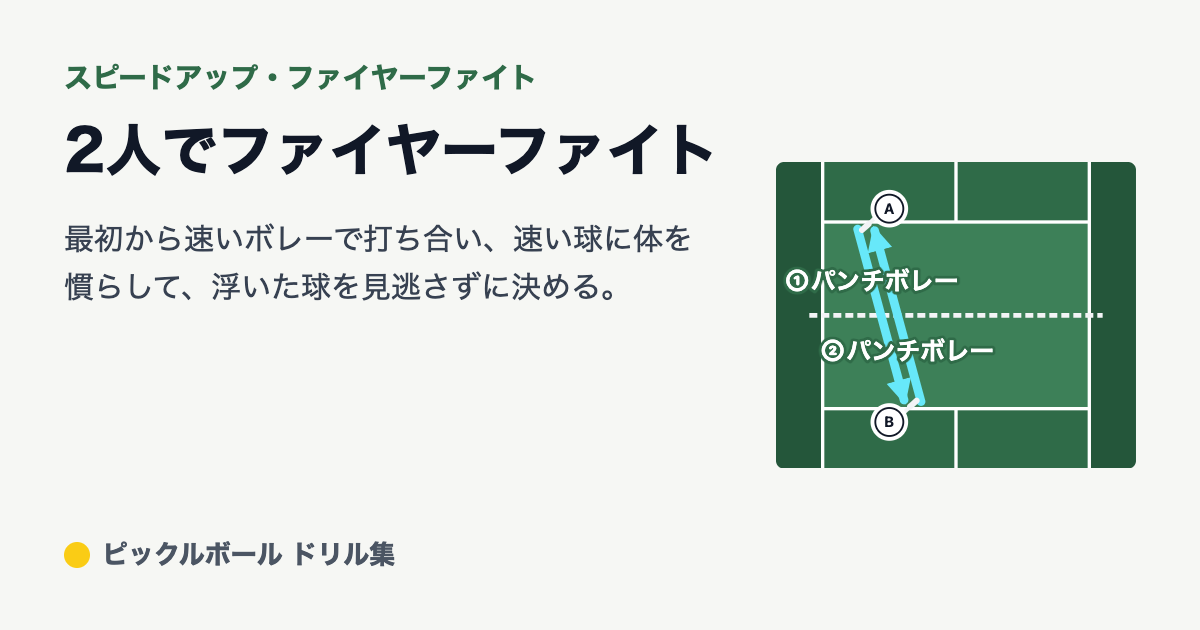 スピードアップ・ファイヤーファイト
2人でファイヤーファイト
最初から速いボレーで打ち合い、速い球に体を
慣らして、浮いた球を見逃さずに決める。
A
①パンチボレー
②パンチボレー
B
ピックルボール ドリル集